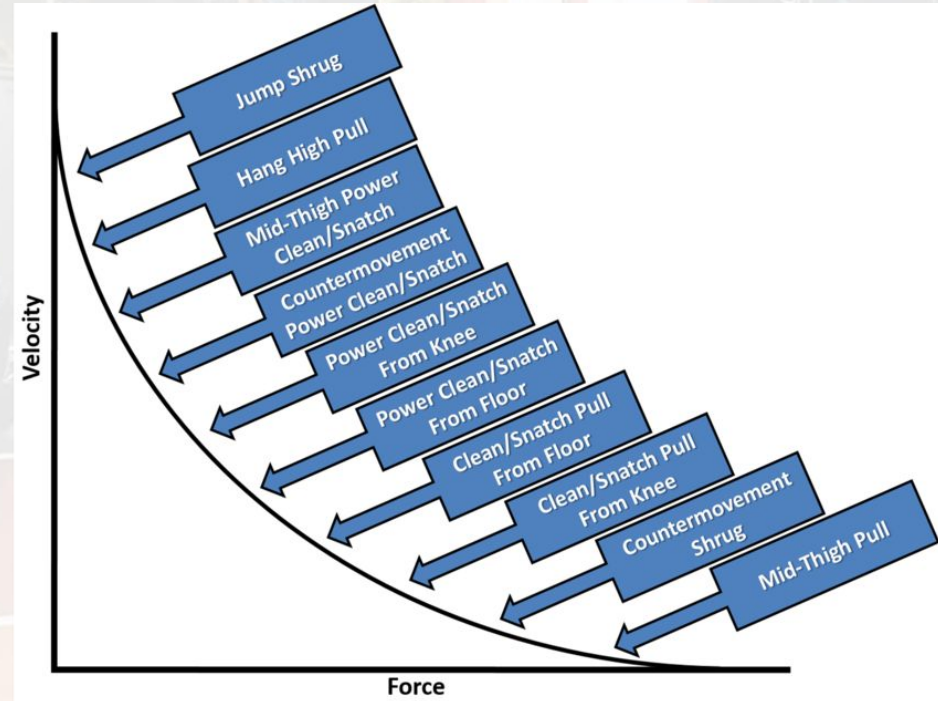 Jump Shrug
Hang High Pull
Mid-Thigh Power
Clean/Snatch
Countermovement
Power Clean/Snatch
Power Clean/Snatch
From Knee
Power Clean/Snatch
From Floor
Clean/Snatch Pull
From Floor
Clean/Snatch Pull
From Knee
Countermovement
Shrug
Mid-Thigh Pull
Velocity
Force